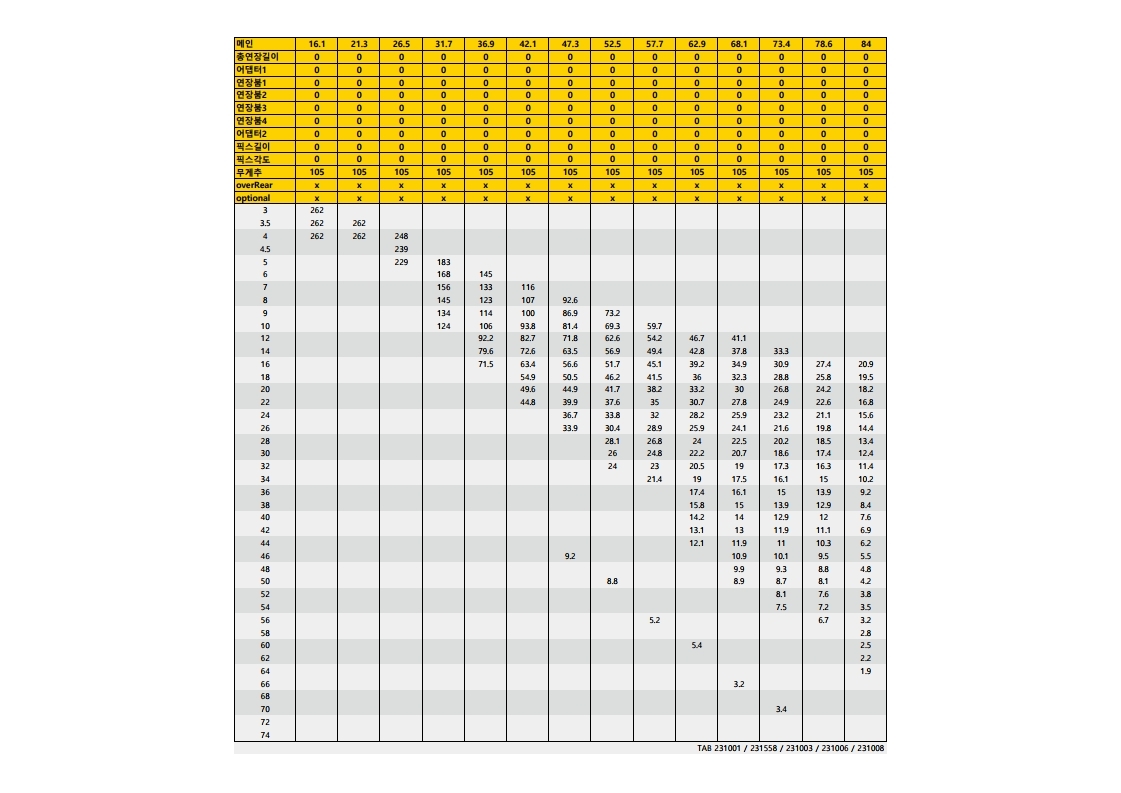 메인 16.1 21.3 26.5 31.7 36.9 42.1 47.3 52.5 57.7 62.9 68.1 73.4 78.6 84
총연장길이 0 0 0 0 0 0 0 0 0 0 0 0 0 0
어댑터1 0 0 0 0 0 0 0 0 0 0 0 0 0 0
연장붐1 0 0 0 0 0 0 0 0 0 0 0 0 0 0
연장붐2 0 0 0 0 0 0 0 0 0 0 0 0 0 0
연장붐3 0 0 0 0 0 0 0 0 0 0 0 0 0 0
연장붐4 0 0 0 0 0 0 0 0 0 0 0 0 0 0
어댑터2 0 0 0 0 0 0 0 0 0 0 0 0 0 0
픽스길이 0 0 0 0 0 0 0 0 0 0 0 0 0 0
픽스각도 0 0 0 0 0 0 0 0 0 0 0 0 0 0
무게추 105 105 105 105 105 105 105 105 105 105 105 105 105 105
overRear x x x x x x x x x x x x x x
optional x x x x x x x x x x x x x x
3 262
3.5 262 262
4 262 262 248
4.5 239
5 229 183
6 168 145
7 156 133 116
8 145 123 107 92.6
9 134 114 100 86.9 73.2
10 124 106 93.8 81.4 69.3 59.7
12 92.2 82.7 71.8 62.6 54.2 46.7 41.1
14 79.6 72.6 63.5 56.9 49.4 42.8 37.8 33.3
16 71.5 63.4 56.6 51.7 45.1 39.2 34.9 30.9 27.4 20.9
18 54.9 50.5 46.2 41.5 36 32.3 28.8 25.8 19.5
20 49.6 44.9 41.7 38.2 33.2 30 26.8 24.2 18.2
22 44.8 39.9 37.6 35 30.7 27.8 24.9 22.6 16.8
24 36.7 33.8 32 28.2 25.9 23.2 21.1 15.6
26 33.9 30.4 28.9 25.9 24.1 21.6 19.8 14.4
28 28.1 26.8 24 22.5 20.2 18.5 13.4
30 26 24.8 22.2 20.7 18.6 17.4 12.4
32 24 23 20.5 19 17.3 16.3 11.4
34 21.4 19 17.5 16.1 15 10.2
36 17.4 16.1 15 13.9 9.2
38 15.8 15 13.9 12.9 8.4
40 14.2 14 12.9 12 7.6
42 13.1 13 11.9 11.1 6.9
44 12.1 11.9 11 10.3 6.2
46 9.2 10.9 10.1 9.5 5.5
48 9.9 9.3 8.8 4.8
50 8.8 8.9 8.7 8.1 4.2
52 8.1 7.6 3.8
54 7.5 7.2 3.5
56 5.2 6.7 3.2
58 2.8
60 5.4 2.5
62 2.2
64 1.9
66 3.2
68
70 3.4
72
74
TAB 231001 / 231558 / 231003 / 231006 / 231008